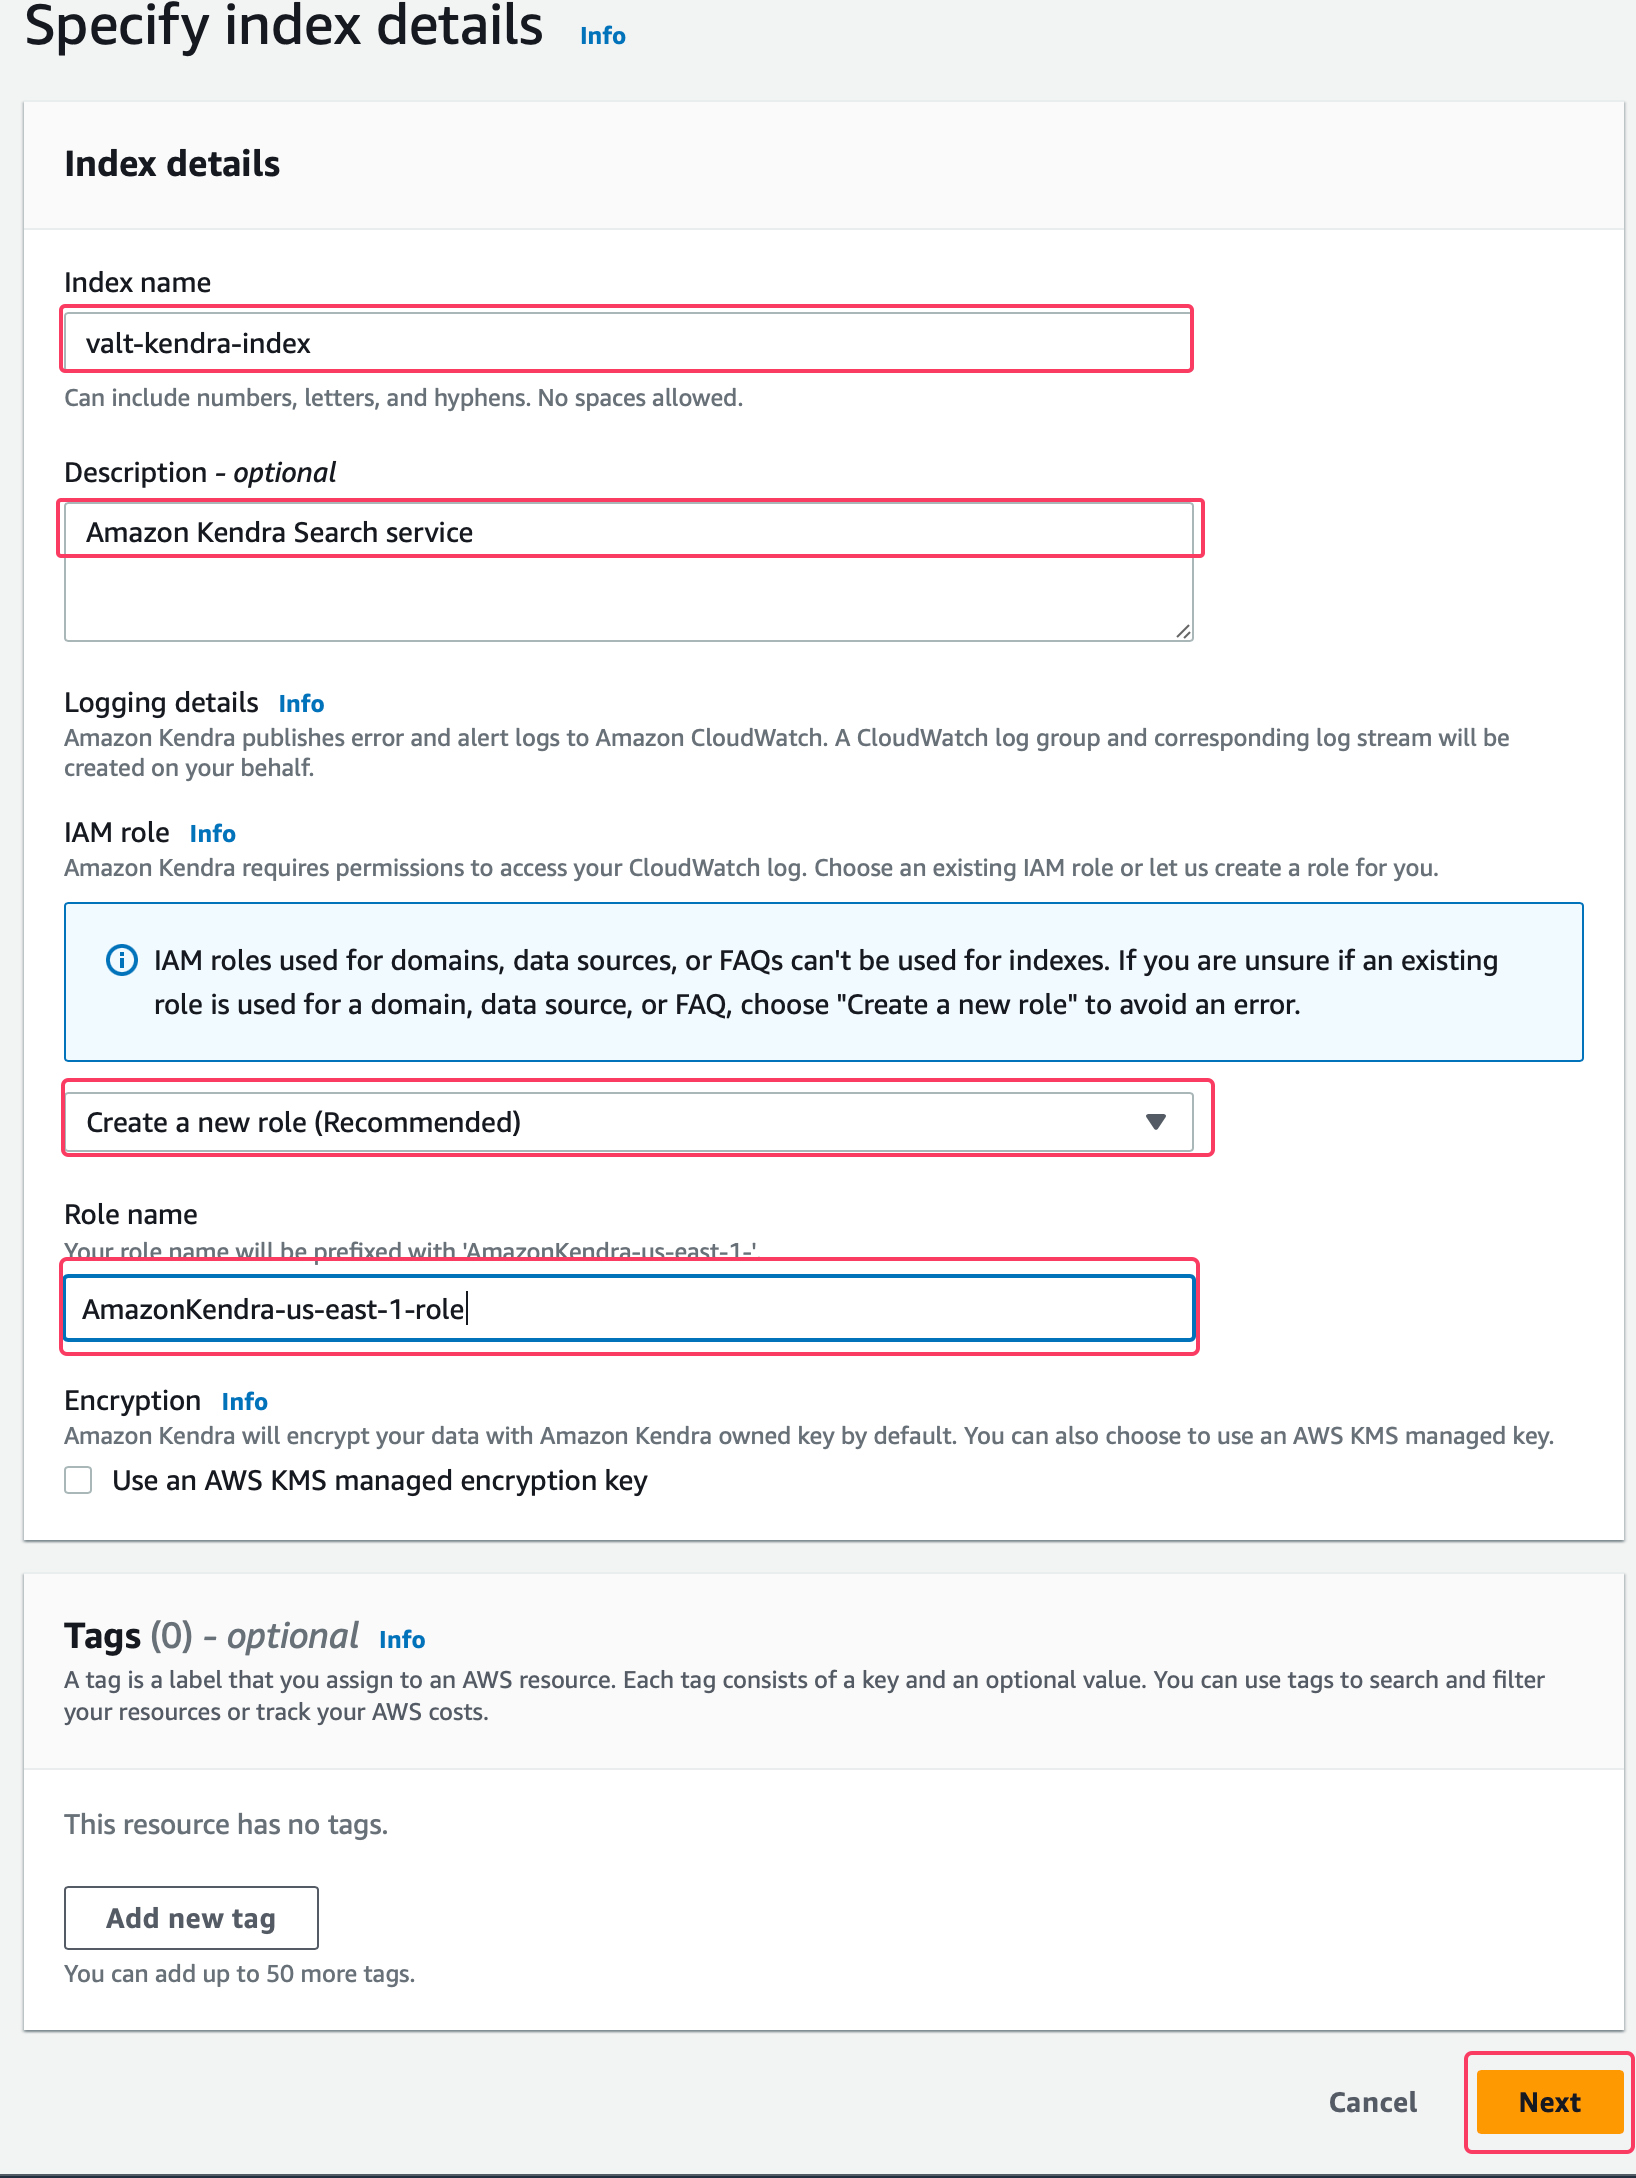 Specify index details Info
Index details
Index name
valt-kendra-index
Can include numbers, letters, and hyphens. No spaces allowed.
Description - optional
Amazon Kendra Search service
Logging details Info
Amazon Kendra publishes error and alert logs to Amazon CloudWatch. A CloudWatch log group and corresponding log stream will be
created on your behalf.
IAM role Info
Amazon Kendra requires permissions to access your CloudWatch log. Choose an existing IAM role or let us create a role for you.
IAM roles used for domains, data sources, or FAQs can't be used for indexes. If you are unsure if an existing
role is used for a domain, data source, or FAQ, choose "Create a new role" to avoid an error.
Create a new role (Recommended)
Role name
Your role name will be prefixed with 'AmazonKendra-us-east-1-'.
AmazonKendra-us-east-1-role
Encryption Info
Amazon Kendra will encrypt your data with Amazon Kendra owned key by default. You can also choose to use an AWS KMS managed key.
Use an AWS KMS managed encryption key
Tags (0) - optional Info
A tag is a label that you assign to an AWS resource. Each tag consists of a key and an optional value. You can use tags to search and filter
your resources or track your AWS costs.
This resource has no tags.
Add new tag
You can add up to 50 more tags.
Cancel Next